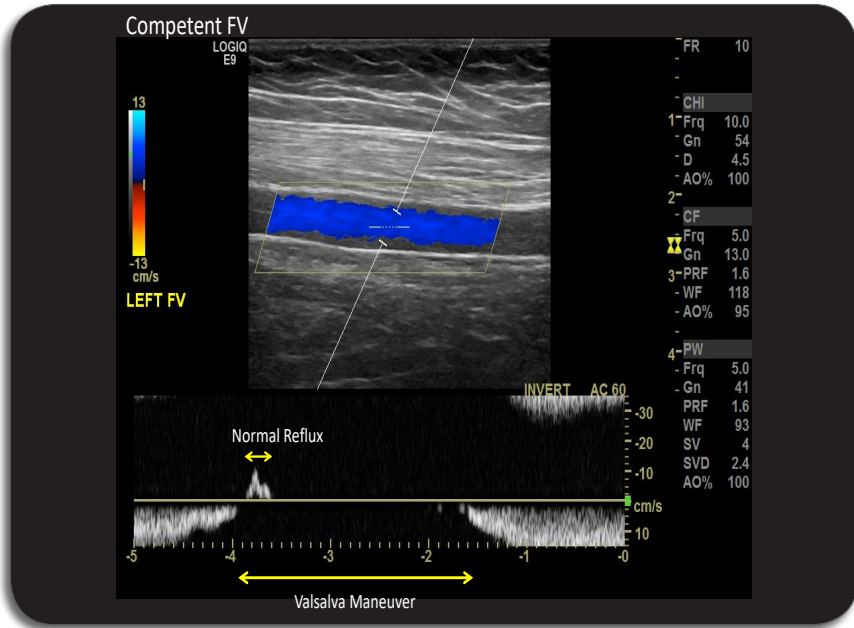 Competent FV
LOGIQ
E9
FR 10
13
-13
cm/s
LEFT FV
CHI
Frq 10.0
Gn 54
D 4.5
AO% 100
CF
Frq 5.0
Gn 13.0
PRF 1.6
WF 118
AO% 95
PW
Frq 5.0
Gn 41
PRF 1.6
WF 93
SV 4
SVD 2.4
AO% 100
1
2
3
4
INVERT AC 60
Normal Reflux
-30
-20
-10
cm/s
10
-5 -4 -3 -2 -1 -0
Valsalva Maneuver